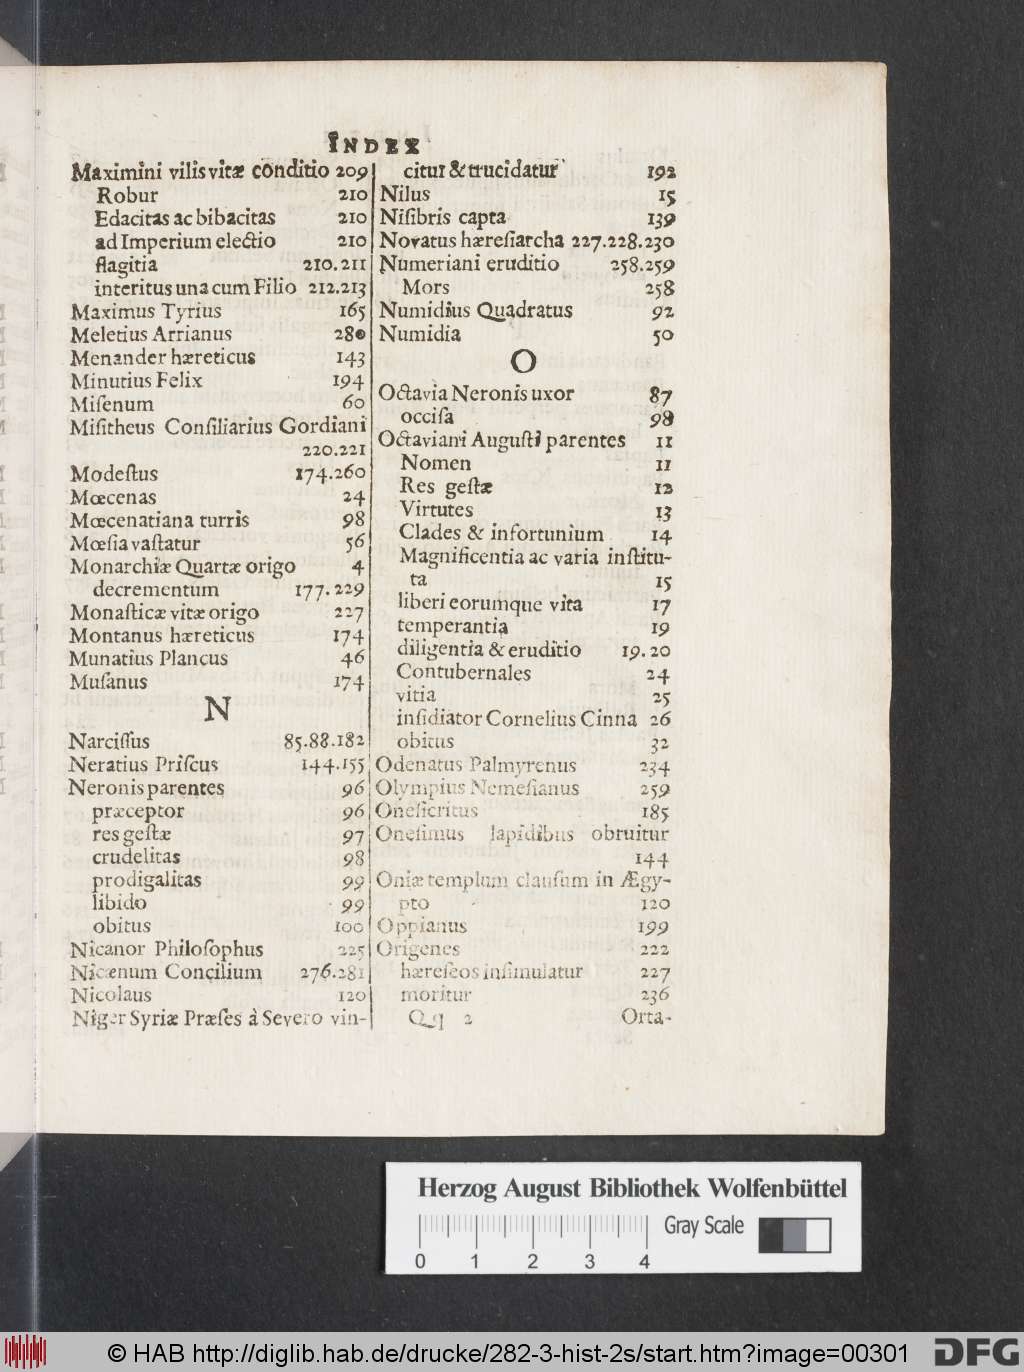 INDEX
Maximini vilis vitæ conditio 209
Robur 210
Edacitas ac bibacitas 210
ad Imperium electio 210
flagitia 210.211
interitus una cum Filio 212.213
Maximus Tyrius 165
Meletius Arrianus 280
Menander hæreticus 143
Minutius Felix 194
Miſenum 60
Miſitheus Conſiliarius Gordiani
220.221
Modeſtus 174.260
Mœcenas 24
Mœcenatiana turris 98
Mœſia vaſtatur 56
Monarchiæ Quartæ origo 4
decrementum 177.229
Monaſticæ vitæ origo 227
Montanus hæreticus 174
Munatius Plancus 46
Muſanus 174
N
Narciſſus 85.88.182
Neratius Priſcus 144.155
Neronis parentes 96
præceptor 96
res geſtæ 97
crudelitas 98
prodigalitas 99
libido 99
obitus 100
Nicanor Philoſophus 225
Nicænum Concilium 276.281
Nicolaus 120
Niger Syriæ Præſes à Severo vin-
citur & trucidatur 192
Nilus 15
Niſibris capta 139
Novatus hæreſiarcha 227.228.230
Numeriani eruditio 258.259
Mors 258
Numidius Quadratus 92
Numidia 50
O
Octavia Neronis uxor 87
occiſa 98
Octaviani Auguſti parentes 11
Nomen 11
Res geſtæ 12
Virtutes 13
Clades & infortunium 14
Magnificentia ac varia inſtitu-
ta 15
liberi eorumque vita 17
temperantia 19
diligentia & eruditio 19.20
Contubernales 24
vitia 25
inſidiator Cornelius Cinna 26
obitus 32
Odenatus Palmyrenus 234
Olympius Nemeſianus 259
Oneſicritus 185
Oneſimus lapidibus obruitur
144
Oniæ templum clauſum in Ægy-
pto 120
Oppianus 199
Origenes 222
hæreſeos inſimulatur 227
moritur 236
Qq 2 Orta-
Herzog August Bibliothek Wolfenbüttel
Gray Scale
0 1 2 3 4
© HAB http://diglib.hab.de/drucke/282-3-hist-2s/start.htm?image=00301
DFG